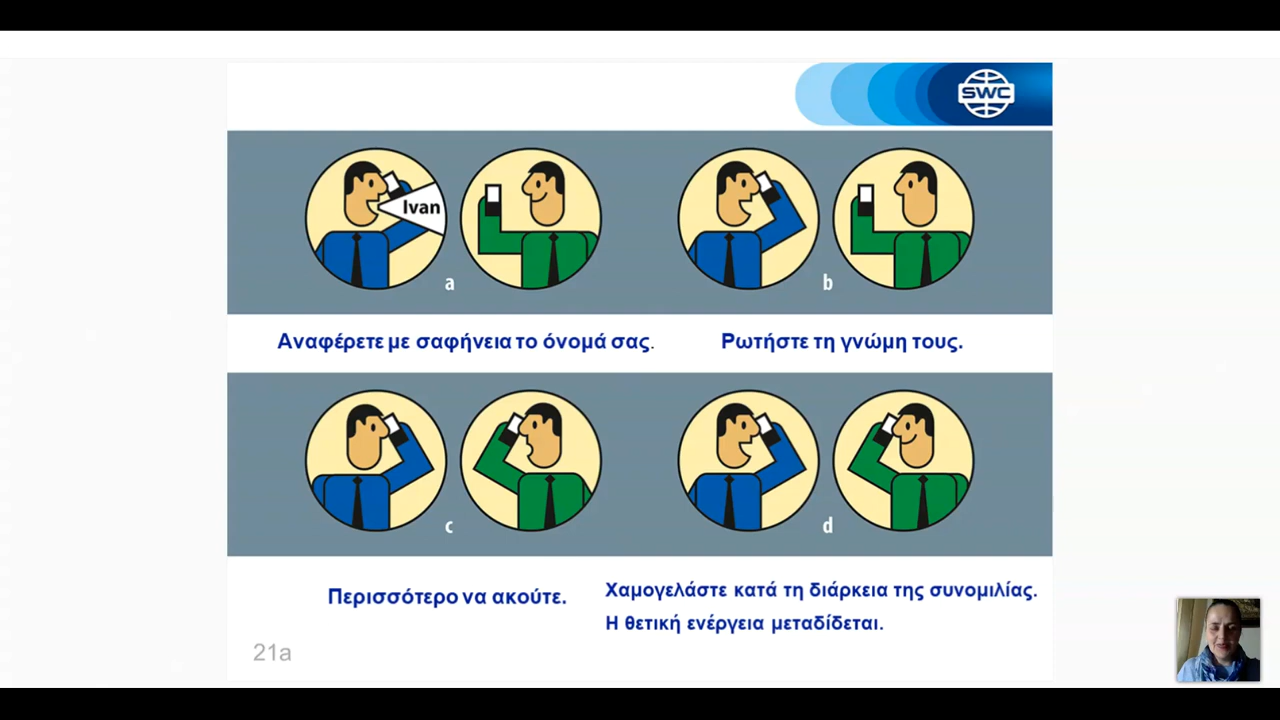 SWC
Ivan
a
b
Αναφέρετε με σαφήνεια το όνομά σας.
Ρωτήστε τη γνώμη τους.
c
d
Περισσότερο να ακούτε.
Χαμογελάστε κατά τη διάρκεια της συνομιλίας.
Η θετική ενέργεια μεταδίδεται.
21a